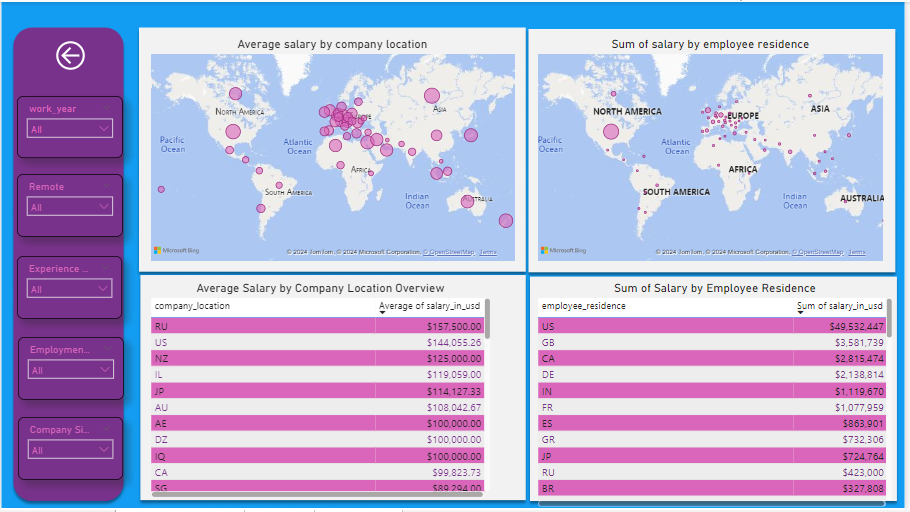 Average salary by company location
Sum of salary by employee residence
work_year
All
Remote
All
Experience ...
All
Employmen...
All
Company Si...
All
NORTH AMERICA
EUROPE
ASIA
Pacific
Ocean
Atlantic
Ocean
AFRICA
SOUTH AMERICA
Indian
Ocean
AUSTRALIA
Microsoft Bing
© 2024 TomTom, © 2024 Microsoft Corporation, © OpenStreetMap Terms
NORTH AMERICA
EUROPE
ASIA
Pacific
Ocean
Atlantic
Ocean
AFRICA
SOUTH AMERICA
Indian
Ocean
AUSTRALIA
Microsoft Bing
© 2024 TomTom, © 2024 Microsoft Corporation, © OpenStreetMap Terms
Average Salary by Company Location Overview
company_location Average of salary_in_usd
RU $157,500.00
US $144,055.26
NZ $125,000.00
IL $119,059.00
JP $114,127.33
AU $108,042.67
AE $100,000.00
DZ $100,000.00
IQ $100,000.00
CA $99,823.73
SG $89,294.00
Sum of Salary by Employee Residence
employee_residence Sum of salary_in_usd
US $49,532,447
GB $3,581,739
CA $2,815,474
DE $2,138,814
IN $1,119,670
FR $1,077,959
ES $863,901
GR $732,306
JP $724,764
RU $423,000
BR $327,808